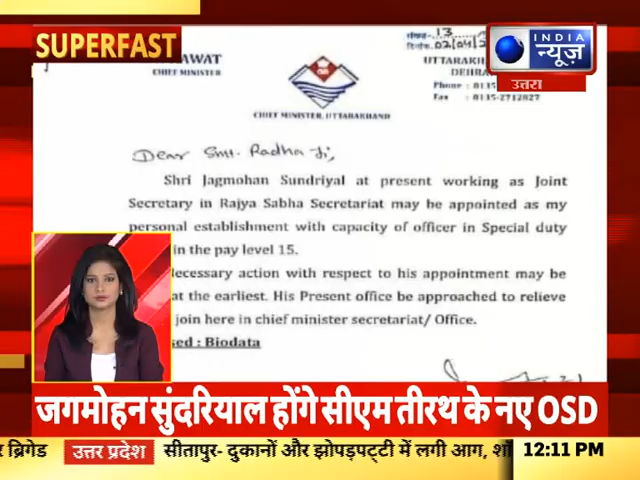 SUPERFAST
AWAT
CHIEF MINISTER
CHIEF MINISTER, UTTARAKHAND
13
02/04/2
UTTARAKH
DEHRA
Phone : 0135
Fax : 0135-2712827
INDIA
न्यूज़
उत्तरा
Dear Smt. Radha-Ji,
Shri Jagmohan Sundriyal at present working as Joint
Secretary in Rajya Sabha Secretariat may be appointed as my
personal establishment with capacity of officer in Special duty
in the pay level 15.
ecessary action with respect to his appointment may be
at the earliest. His Present office be approached to relieve
join here in chief minister secretariat/ Office.
sed : Biodata
जगमोहन सुंदरियाल होंगे सीएम तीरथ के नए OSD
र ब्रिगेड उत्तर प्रदेश सीतापुर- दुकानों और झोपड़पट्टी में लगी आग, शॉ 12:11 PM